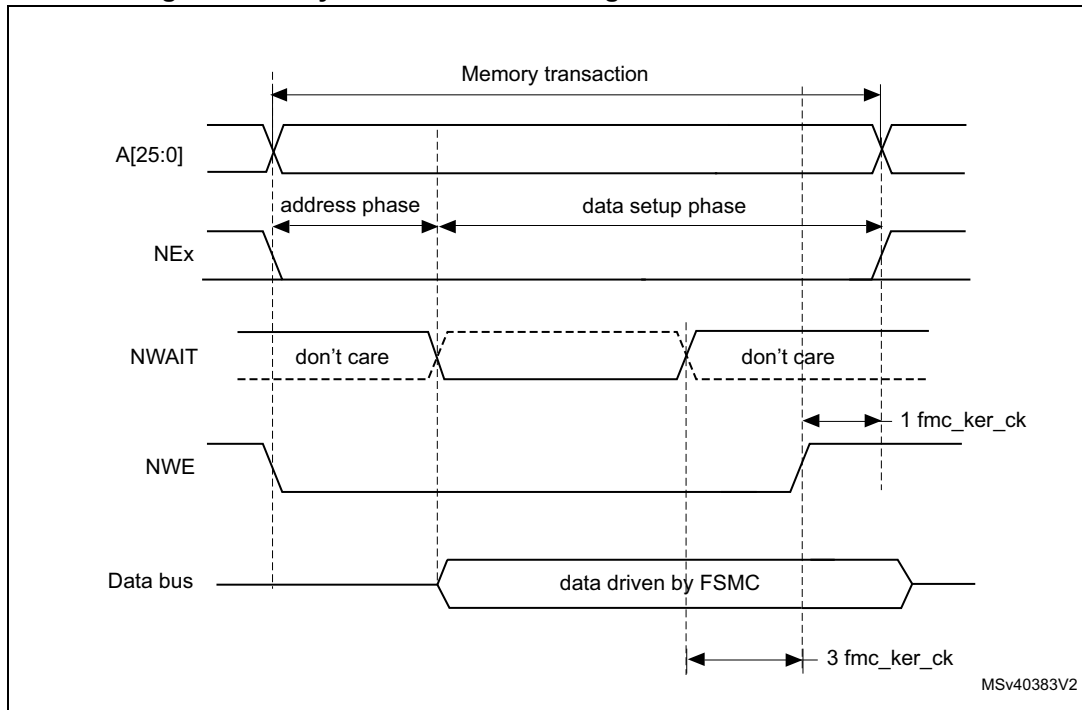 Memory transaction
A[25:0]
address phase
data setup phase
NEx
NWAIT
don't care
don't care
1 fmc_ker_ck
NWE
Data bus
data driven by FSMC
3 fmc_ker_ck
MSv40383V2